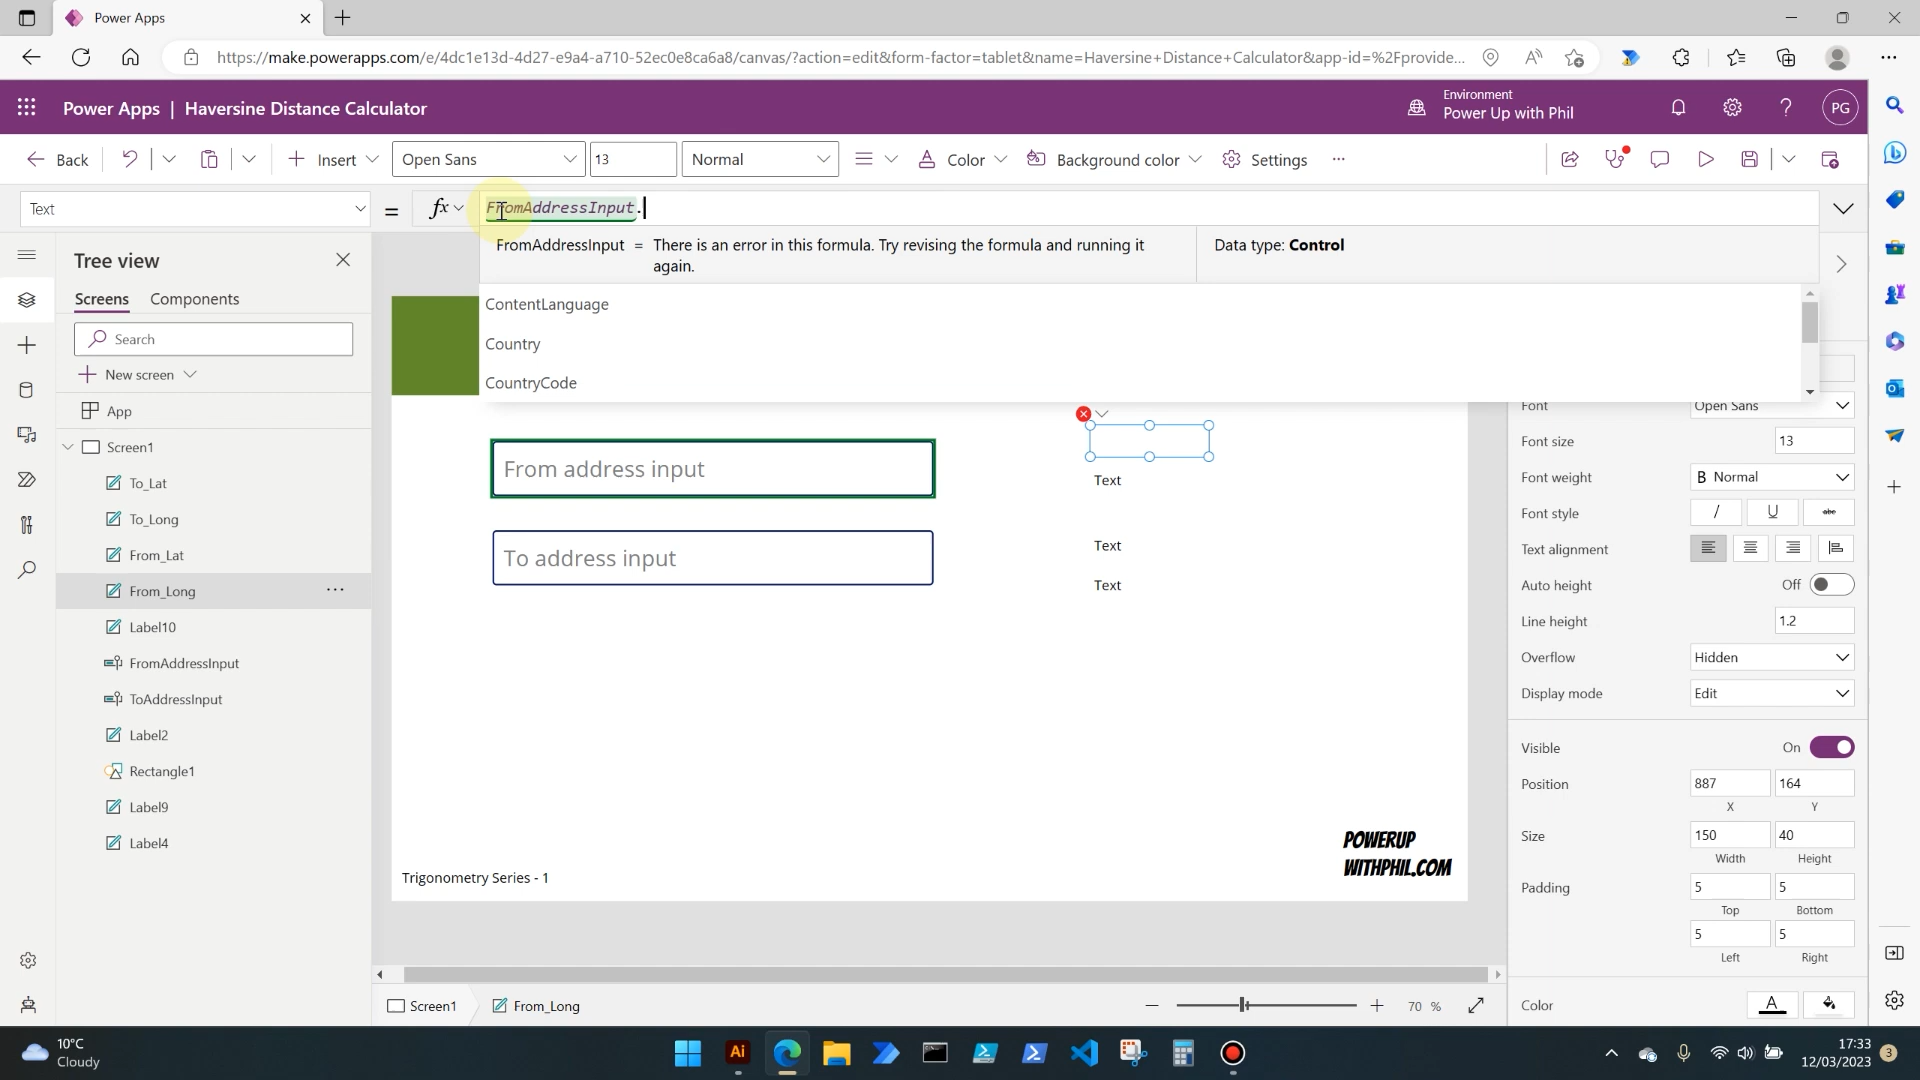 Power Apps
https://make.powerapps.com/e/4dc1e13d-4d27-e9a4-a710-52ec0e8ca6a8/canvas/?action=edit&form-factor=tablet&name=Haversine+Distance+Calculator&app-id=%2Fprovide...
Power Apps | Haversine Distance Calculator
Environment
Power Up with Phil
PG
Back
Insert
Open Sans
13
Normal
Color
Background color
Settings
Text
=
fx
FromAddressInput.
FromAddressInput = There is an error in this formula. Try revising the formula and running it
again.
Data type: Control
ContentLanguage
Country
CountryCode
Tree view
Screens
Components
Search
New screen
App
Screen1
To_Lat
To_Long
From_Lat
From_Long
Label10
FromAddressInput
ToAddressInput
Label2
Rectangle1
Label9
Label4
From address input
To address input
Text
Text
Text
Trigonometry Series - 1
POWERUP
WITHPHIL.COM
Font
Open Sans
Font size
13
Font weight
B Normal
Font style
/
U
abc
Text alignment
Auto height
Off
Line height
1.2
Overflow
Hidden
Display mode
Edit
Visible
On
Position
887
164
X
Y
Size
150
40
Width
Height
Padding
5
5
Top
Bottom
5
5
Left
Right
Color
A
Screen1
From_Long
70 %
10°C
Cloudy
Ai
17:33
12/03/2023
3